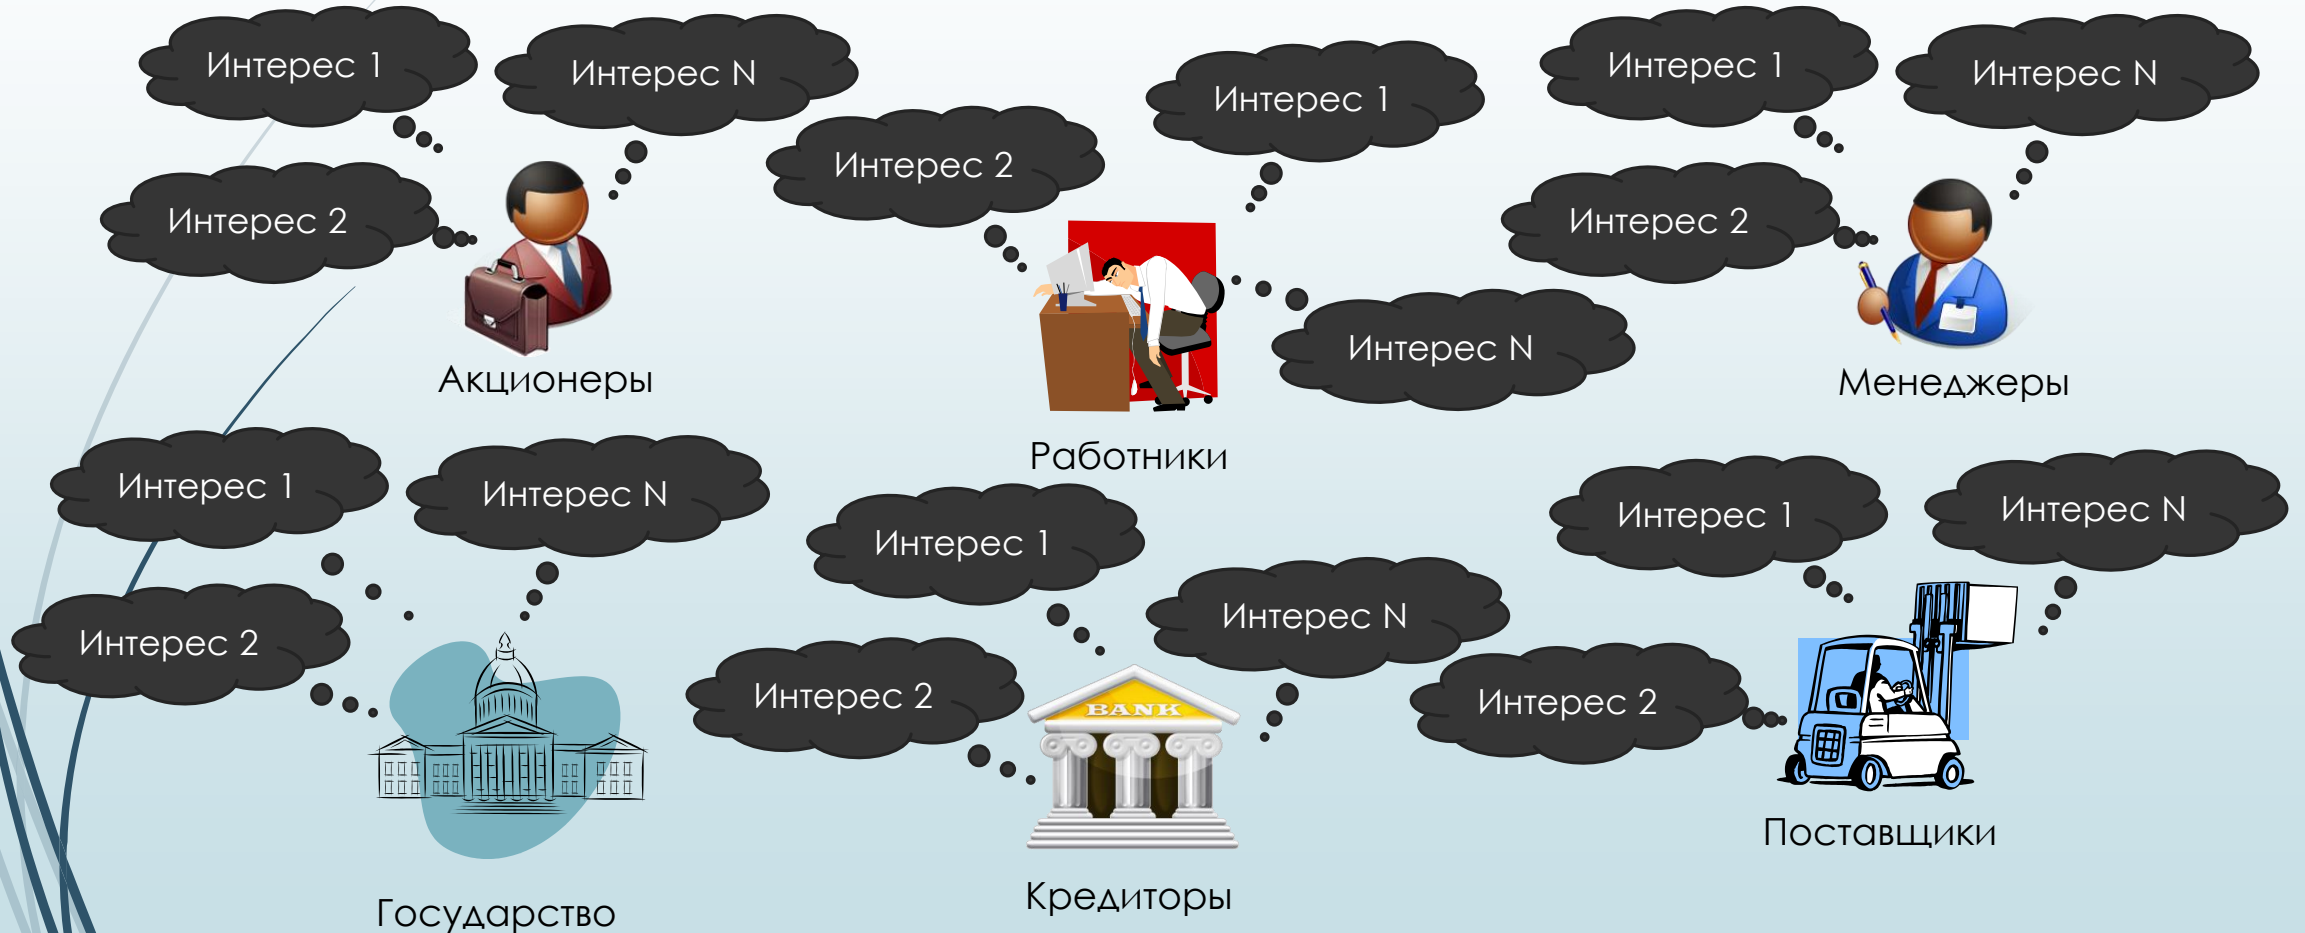 Интерес 1
Интерес N
Интерес 2
Акционеры
Интерес 1
Интерес 2
Интерес N
Работники
Интерес 1
Интерес N
Интерес 2
Менеджеры
Интерес 1
Интерес N
Интерес 2
Государство
Интерес 1
Интерес N
Интерес 2
BANK
Кредиторы
Интерес 1
Интерес N
Интерес 2
Поставщики